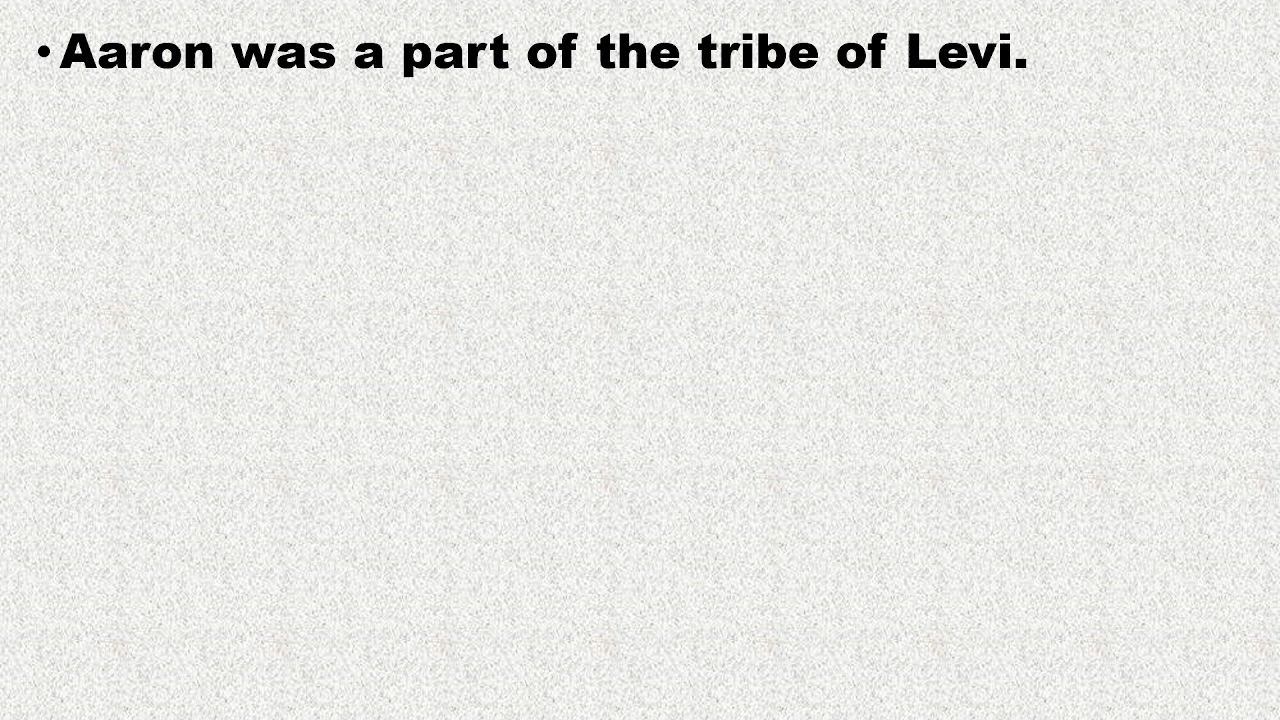 • Aaron was a part of the tribe of Levi.